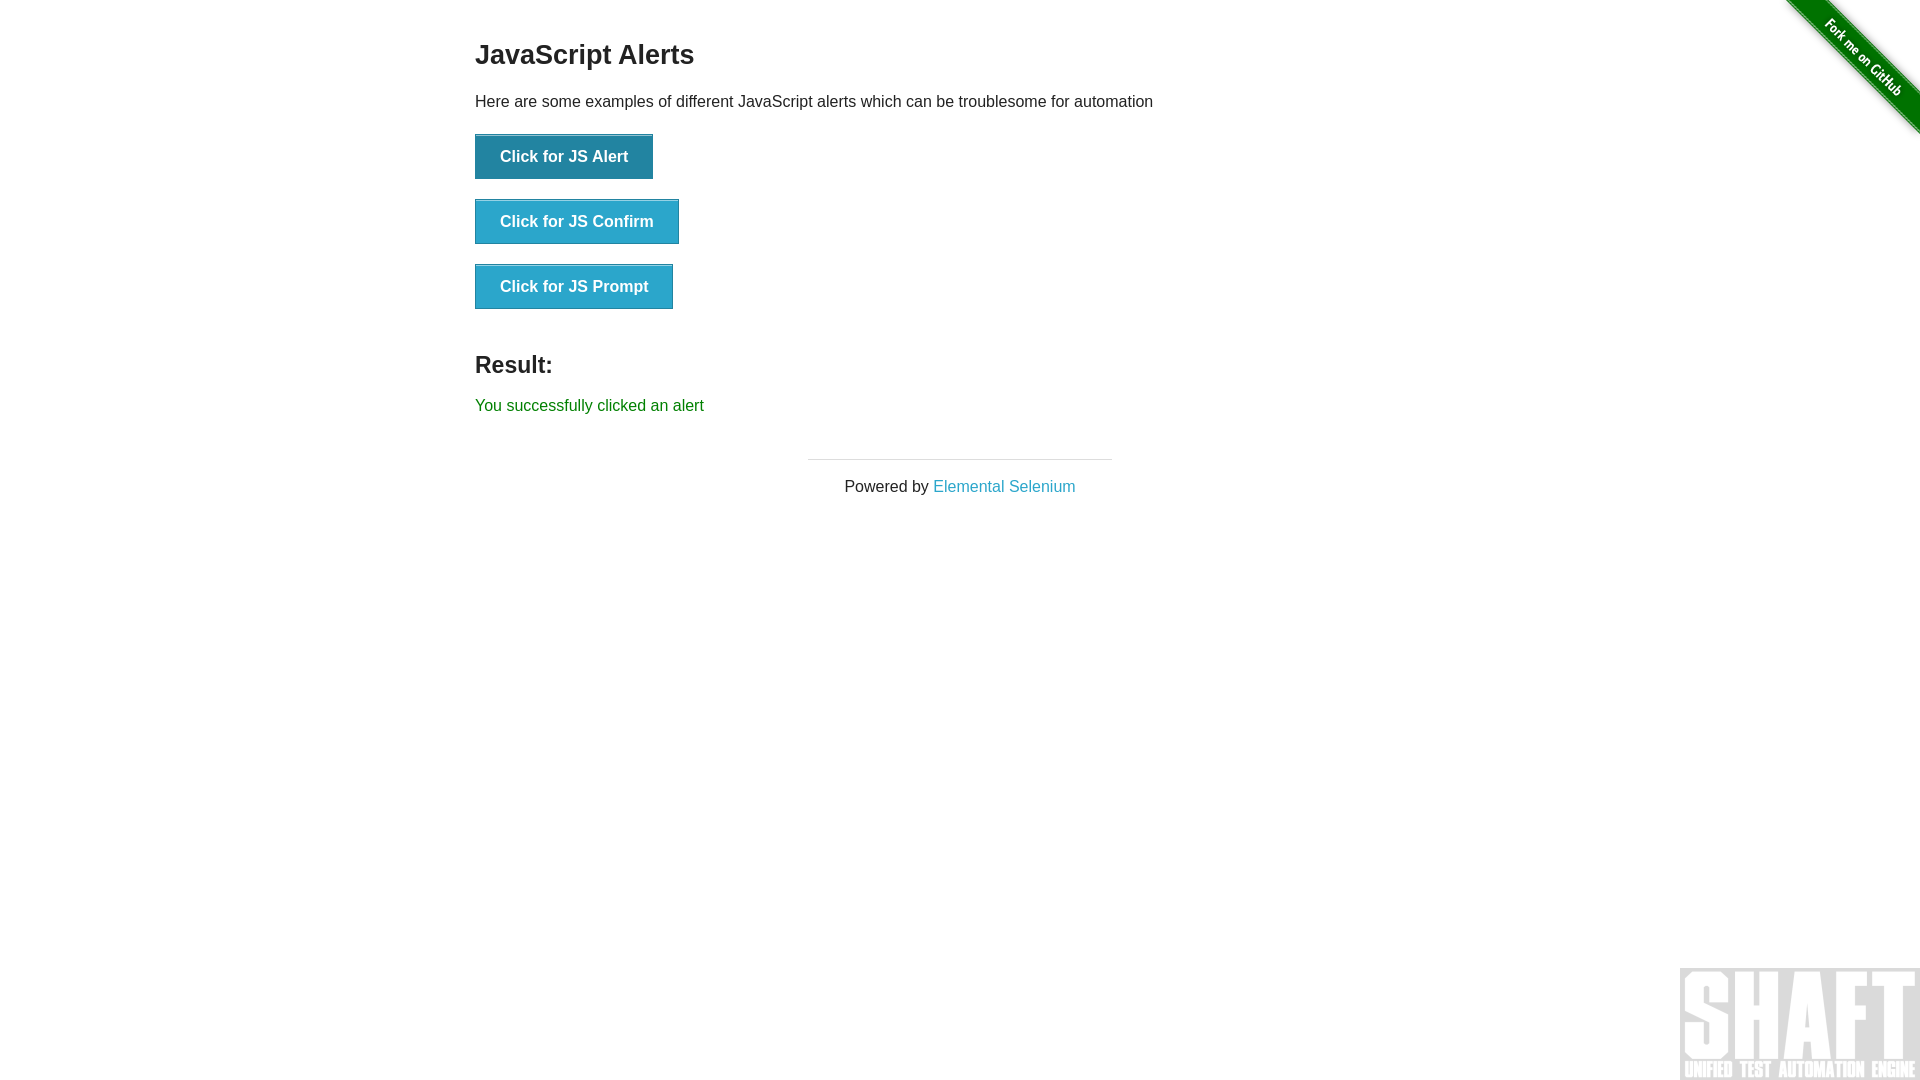 Fork me on GitHub
JavaScript Alerts
Here are some examples of different JavaScript alerts which can be troublesome for automation
Click for JS Alert
Click for JS Confirm
Click for JS Prompt
Result:
You successfully clicked an alert
Powered by Elemental Selenium
SHAFT
UNIFIED TEST AUTOMATION ENGINE